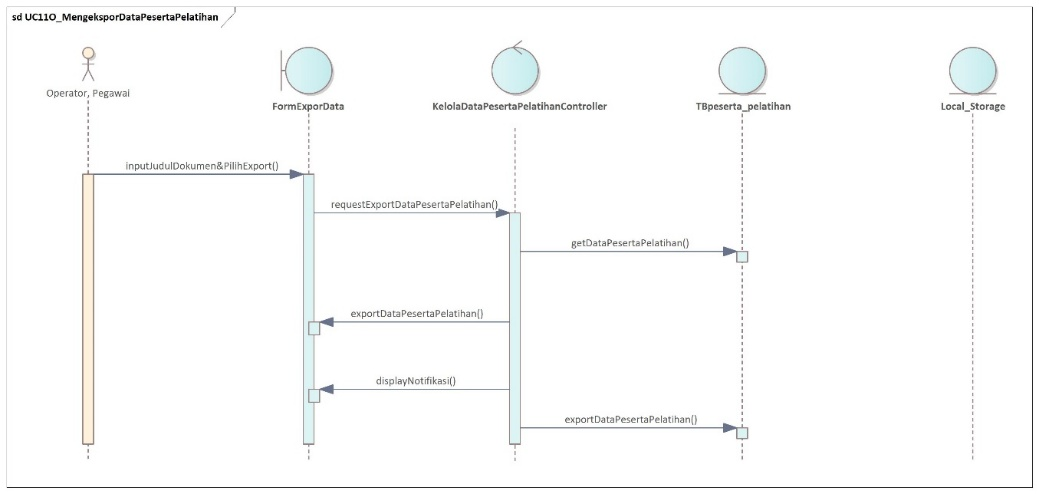 sd UC11O_MengeksporDataPesertaPelatihan
Operator, Pegawai
FormExporData
KelolaDataPesertaPelatihanController
TBpeserta_pelatihan
Local_Storage
inputJudulDokumen&PilihExport()
requestExportDataPesertaPelatihan()
getDataPesertaPelatihan()
exportDataPesertaPelatihan()
displayNotifikasi()
exportDataPesertaPelatihan()